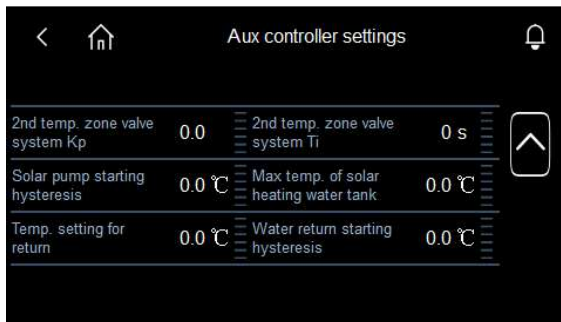 Aux controller settings
2nd temp. zone valve
system Kp
0.0
2nd temp. zone valve
system Ti
0 s
Solar pump starting
hysteresis
0.0 ℃
Max temp. of solar
heating water tank
0.0 ℃
Temp. setting for
return
0.0 ℃
Water return starting
hysteresis
0.0 ℃